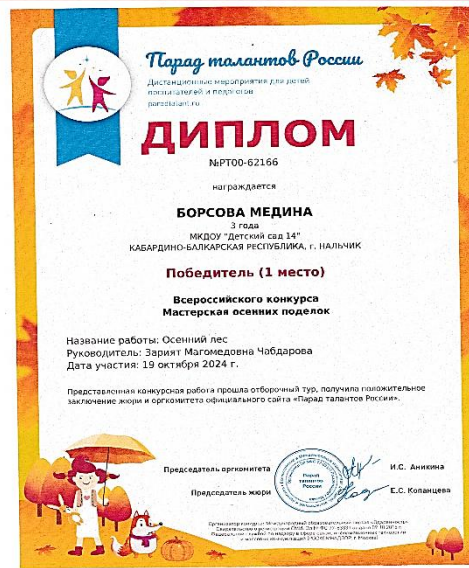 Парад талантов России
Дистанционные мероприятия для детей
воспитателей и педагогов
paradtalant.ru
ДИПЛОМ
№РТ00-62166
награждается
БОРСОВА МЕДИНА
3 года
МКДОУ "Детский сад 14"
КАБАРДИНО-БАЛКАРСКАЯ РЕСПУБЛИКА, г. НАЛЬЧИК
Победитель (1 место)
Всероссийского конкурса
Мастерская осенних поделок
Название работы: Осенний лес
Руководитель: Зарият Магомедовна Чабдарова
Дата участия: 19 октября 2024 г.
Представленная конкурсная работа прошла отборочный тур, получила положительное
заключение жюри и оргкомитета официального сайта «Парад талантов России».
Председатель оргкомитета И.С. Аникина
Парад
талантов
России
Председатель жюри Е.С. Копанцева